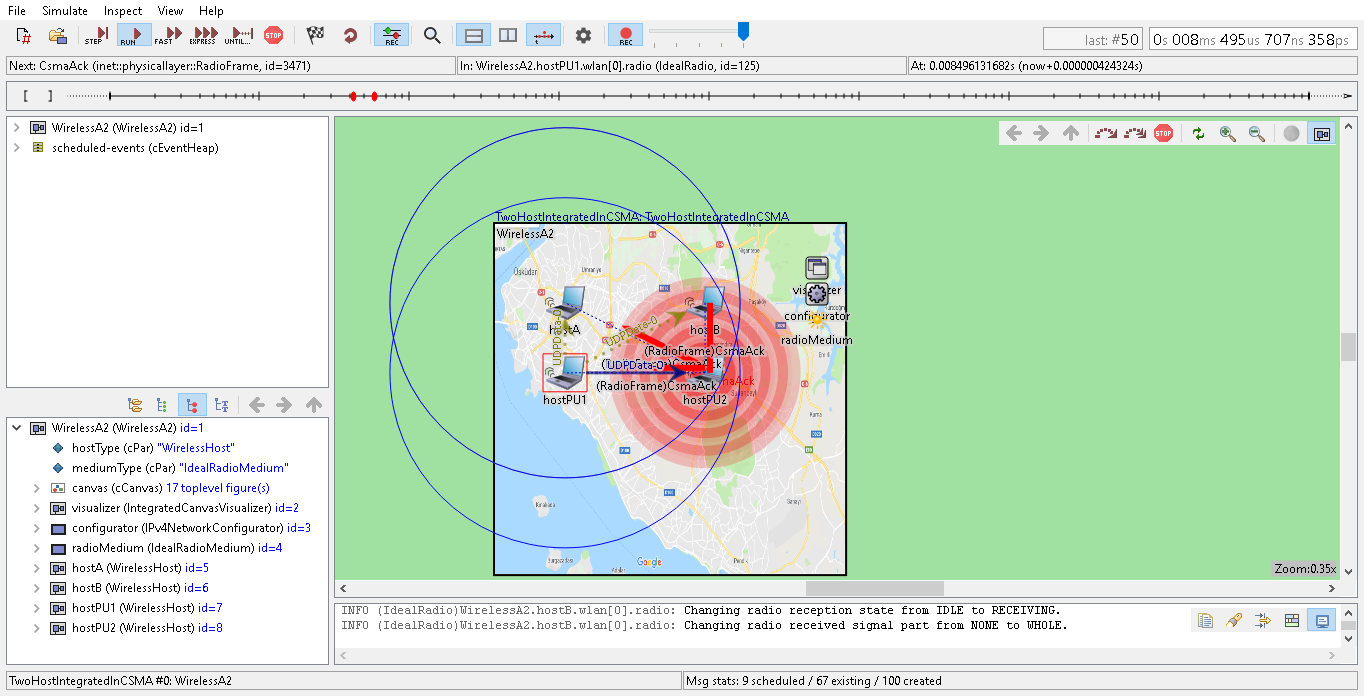 File Simulate Inspect View Help
STEP RUN FAST EXPRESS UNTIL... STOP REC REC
last: #50 0s 008ms 495us 707ns 358ps
Next: CsmaAck (inet::physicallayer::RadioFrame, id=3471) In: WirelessA2.hostPU1.wlan[0].radio (IdealRadio, id=125) At: 0.008496131682s (now+0.000000424324s)
[ ]
WirelessA2 (WirelessA2) id=1
scheduled-events (cEventHeap)
STOP
TwoHostIntegratedInCSMA: TwoHostIntegratedInCSMA
WirelessA2
Üsküdar
Ümraniye
hostA
hostB
visualizer
configurator
radioMedium
UDPData-0
UDPData-0
(RadioFrame)CsmaAck
UDPData-0
(RadioFrame)CsmaAck
hostPU1
hostPU2
Google
Pendik
Zoom:0.35x
WirelessA2 (WirelessA2) id=1
hostType (cPar) "WirelessHost"
mediumType (cPar) "IdealRadioMedium"
canvas (cCanvas) 17 toplevel figure(s)
visualizer (IntegratedCanvasVisualizer) id=2
configurator (IPv4NetworkConfigurator) id=3
radioMedium (IdealRadioMedium) id=4
hostA (WirelessHost) id=5
hostB (WirelessHost) id=6
hostPU1 (WirelessHost) id=7
hostPU2 (WirelessHost) id=8
INFO (IdealRadio)WirelessA2.hostB.wlan[0].radio: Changing radio reception state from IDLE to RECEIVING.
INFO (IdealRadio)WirelessA2.hostB.wlan[0].radio: Changing radio received signal part from NONE to WHOLE.
TwoHostIntegratedInCSMA #0: WirelessA2 Msg stats: 9 scheduled / 67 existing / 100 created